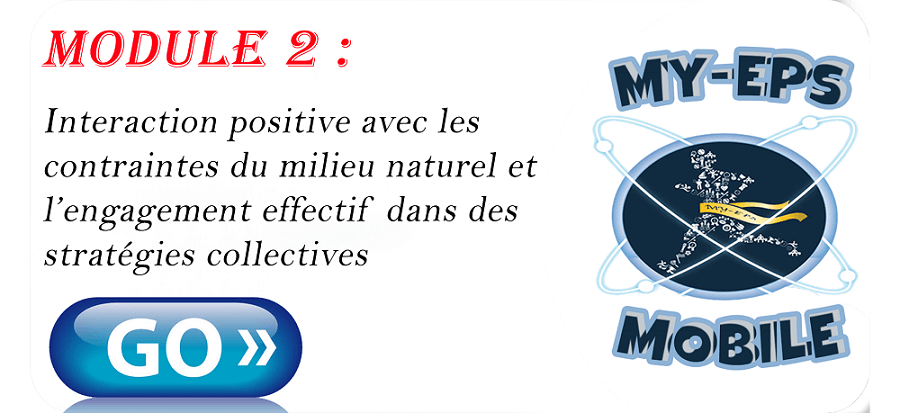 MODULE 2 :
Interaction positive avec les
contraintes du milieu naturel et
l'engagement effectif dans des
stratégies collectives
GO »
MY-EPS
MY-EPS
MOBILE